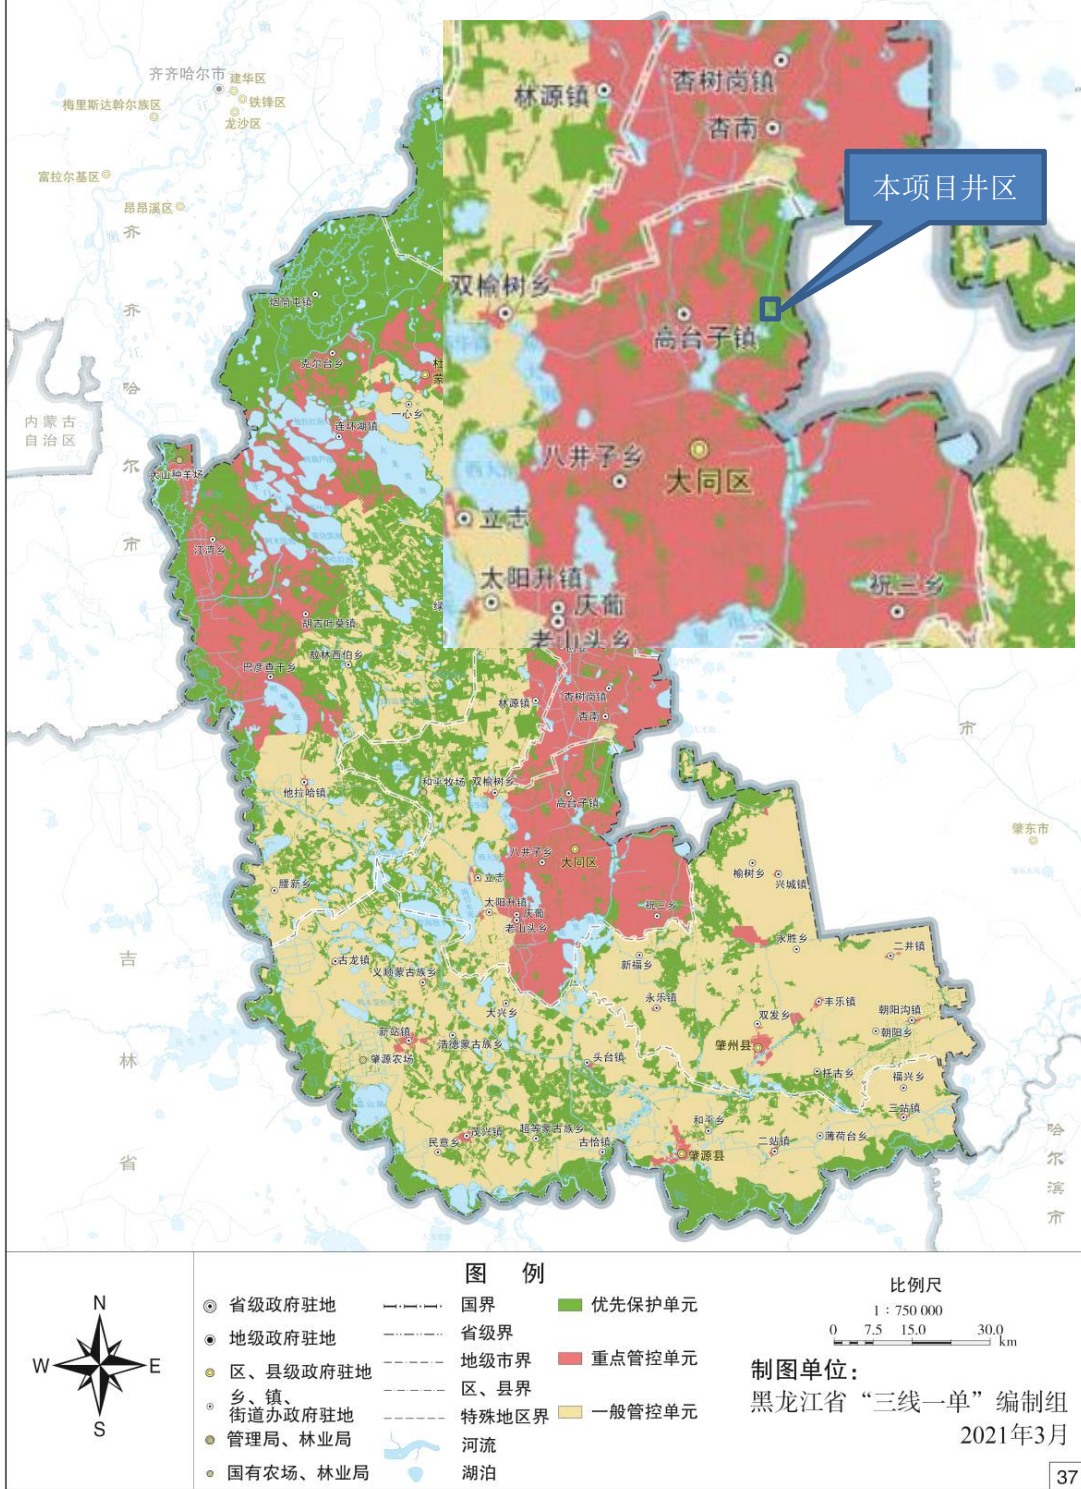 齐齐哈尔市
建华区
铁锋区
龙沙区
梅里斯达斡尔族区
富拉尔基区
昂昂溪区
齐
齐
哈
尔
市
内蒙古
自治区
烟筒屯镇
克尔台乡
一心乡
连环湖镇
大山种羊场
江湾乡
胡吉吐莫镇
敖林西伯乡
巴彦查干乡
林源镇
杏树岗镇
杏南
本项目井区
双榆树乡
高台子镇
八井子乡
大同区
立志
太阳升镇
庆葡
老山头乡
祝三乡
林源镇
杏树岗镇
杏南
和平牧场
双榆树乡
他拉哈镇
高台子镇
八井子乡
大同区
立志
腰新乡
太阳升镇
庆葡
老山头乡
祝三乡
榆树乡
兴城镇
肇东市
市
永胜乡
二井镇
新福乡
古龙镇
义顺蒙古族乡
永乐镇
大兴乡
双发乡
丰乐镇
朝阳沟镇
朝阳乡
新站镇
浩德蒙古族乡
肇源农场
头台镇
肇州县
托古乡
福兴乡
三站镇
和平乡
茂兴镇
超等蒙古族乡
民意乡
古恰镇
肇源县
二站镇
薄荷台乡
吉
林
省
哈
尔
滨
市
图 例
N
W
E
S
省级政府驻地
地级政府驻地
区、县级政府驻地
乡、镇、
街道办政府驻地
管理局、林业局
国有农场、林业局
国界
省级界
地级市界
区、县界
特殊地区界
河流
湖泊
优先保护单元
重点管控单元
一般管控单元
比例尺
1：750 000
0 7.5 15.0 30.0
km
制图单位：
黑龙江省“三线一单”编制组
2021年3月
37